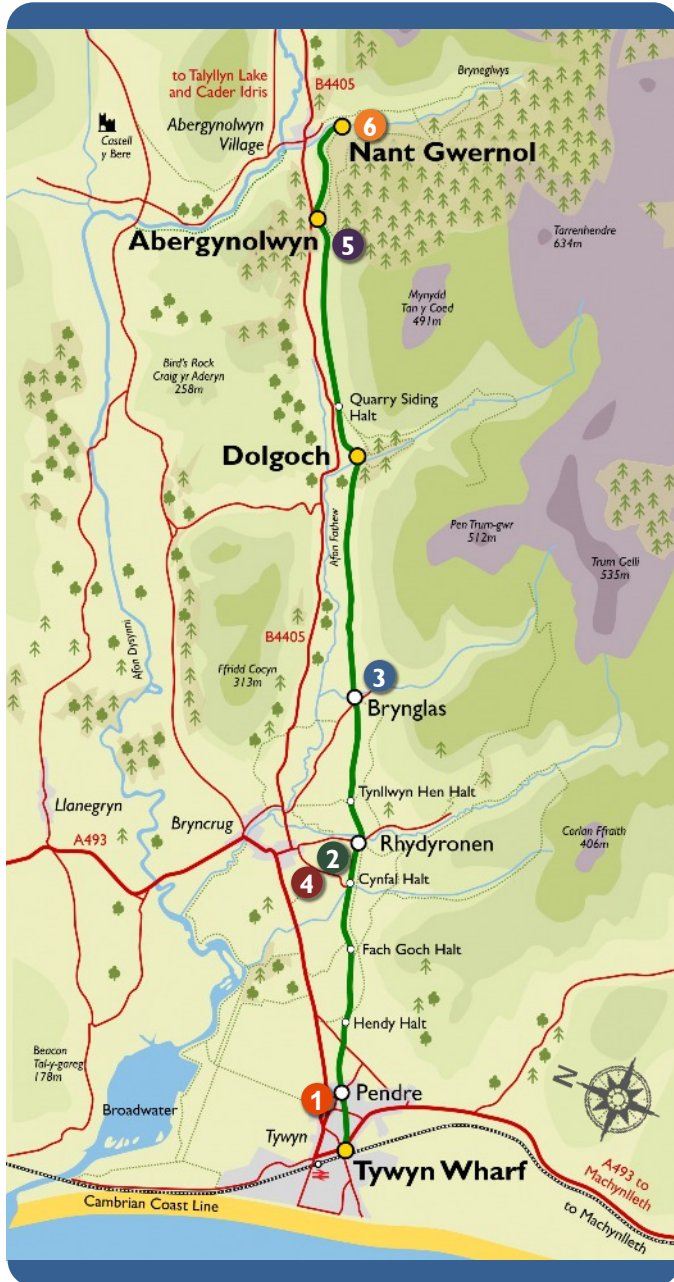 to Talyllyn Lake
and Cader Idris
B4405
Bryneglwys
Abergynolwyn
Village
Castell
y Bere
6
Nant Gwernol
Abergynolwyn
5
Tarrenhendre
634m
Mynydd
Tan y Coed
491m
Bird's Rock
Craig yr Aderyn
258m
Quarry Siding
Halt
Dolgoch
Afan Fathew
Pen Trum-gwr
512m
Trum Gelli
535m
Afon Dysynni
B4405
Ffridd Cocyn
313m
3
Brynglas
Tynllwyn Hen Halt
Llanegryn
Bryncrug
A493
Rhydyronen
Corlan Ffraith
406m
2
4
Cynfal Halt
Fach Goch Halt
Hendy Halt
Beacon
Tal-y-gareg
178m
Broadwater
1
Pendre
N
Tywyn
Tywyn Wharf
A493 to
Machynlleth
to Machynlleth
Cambrian Coast Line